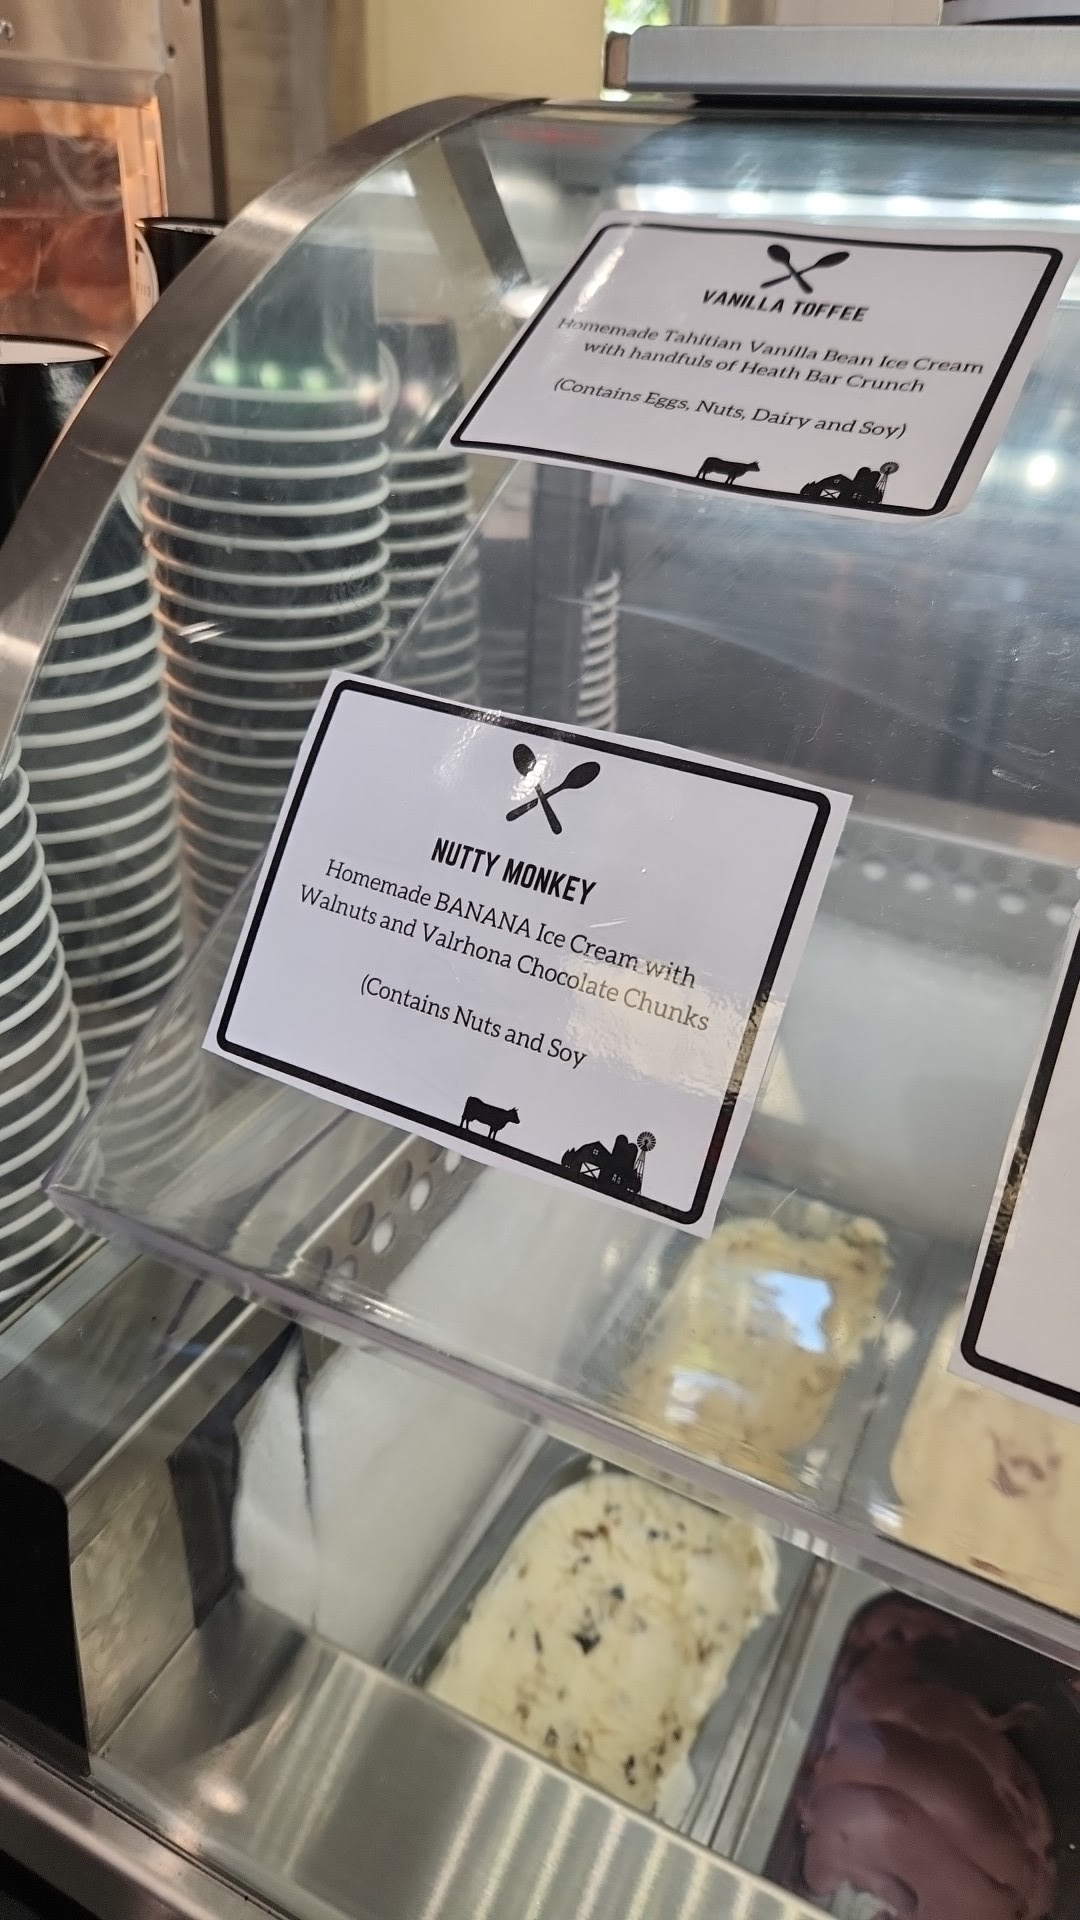 VANILLA TOFFEE
Homemade Tahitian Vanilla Bean Ice Cream
with handfuls of Heath Bar Crunch
(Contains Eggs, Nuts, Dairy and Soy)
NUTTY MONKEY
Homemade BANANA Ice Cream with
Walnuts and Valrhona Chocolate Chunks
(Contains Nuts and Soy